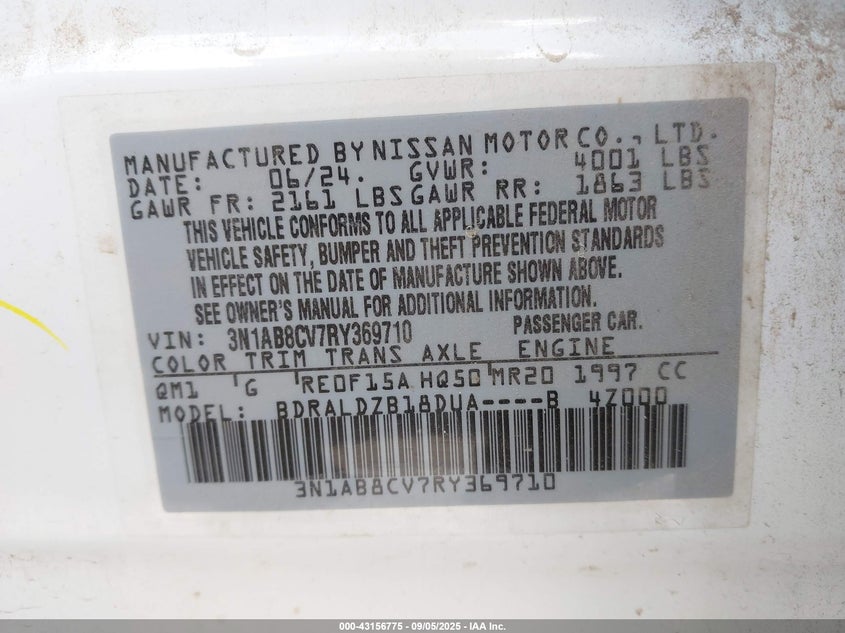 MANUFACTURED BY NISSAN MOTOR CO., LTD.
DATE: 06/24. GVWR: 4001 LBS
GAWR FR: 2161 LBS GAWR RR: 1863 LBS
THIS VEHICLE CONFORMS TO ALL APPLICABLE FEDERAL MOTOR
VEHICLE SAFETY, BUMPER AND THEFT PREVENTION STANDARDS
IN EFFECT ON THE DATE OF MANUFACTURE SHOWN ABOVE.
SEE OWNER'S MANUAL FOR ADDITIONAL INFORMATION.
VIN: 3N1AB8CV7RY369710 PASSENGER CAR.
COLOR TRIM TRANS AXLE ENGINE
QM1 G RE0F15A HQ50 MR20 1997 CC
MODEL: BDRALDZB18DUA----B 4Z000
3N1AB8CV7RY369710
000-43156775 - 09/05/2025 - IAA Inc.